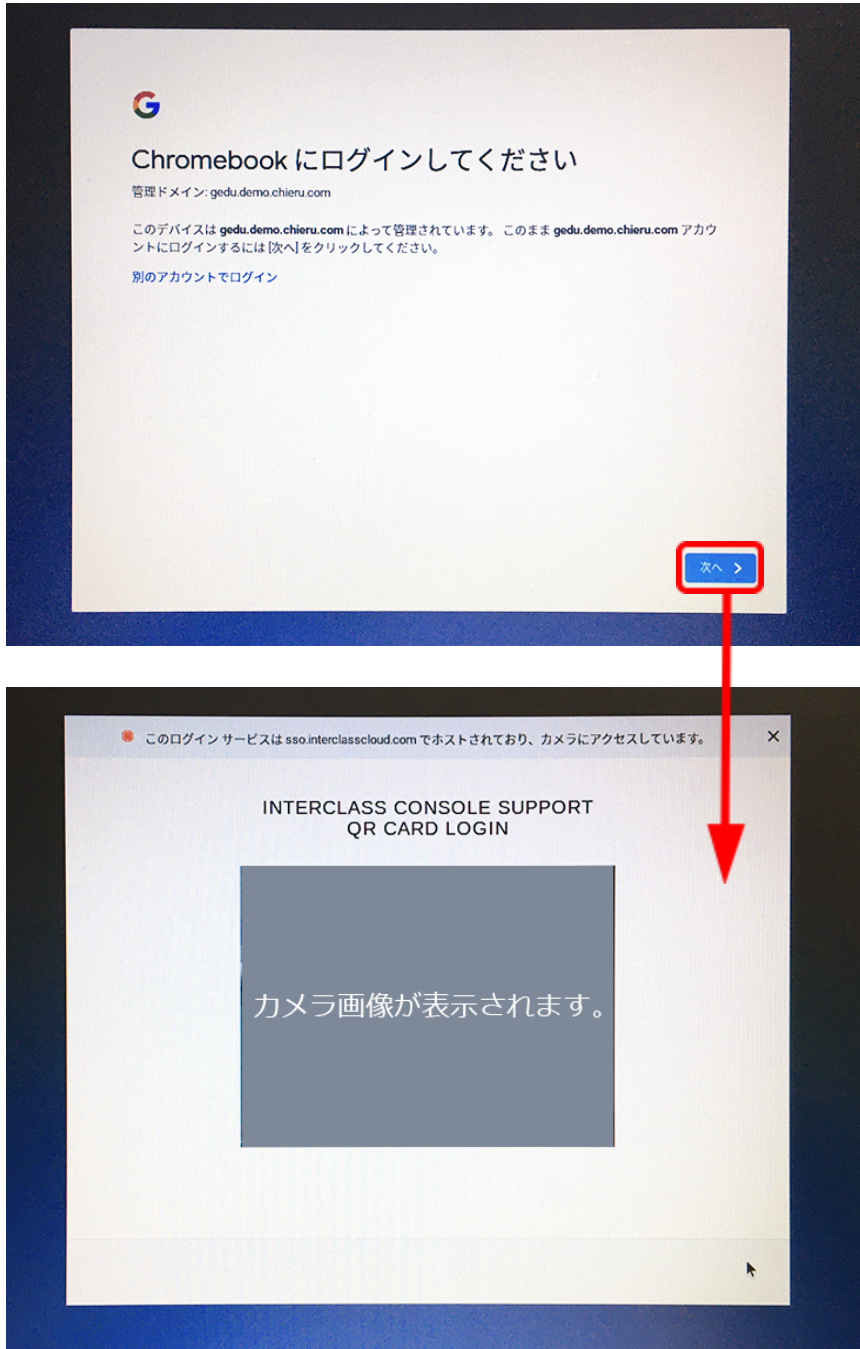 Chromebook にログインしてください
管理ドメイン: gedu.demo.chieru.com
このデバイスは gedu.demo.chieru.com によって管理されています。 このまま gedu.demo.chieru.com アカウ
ントにログインするには [次へ] をクリックしてください。
別のアカウントでログイン
次へ
このログイン サービスは sso.interclasscloud.com でホストされており、カメラにアクセスしています。
INTERCLASS CONSOLE SUPPORT
QR CARD LOGIN
カメラ画像が表示されます。